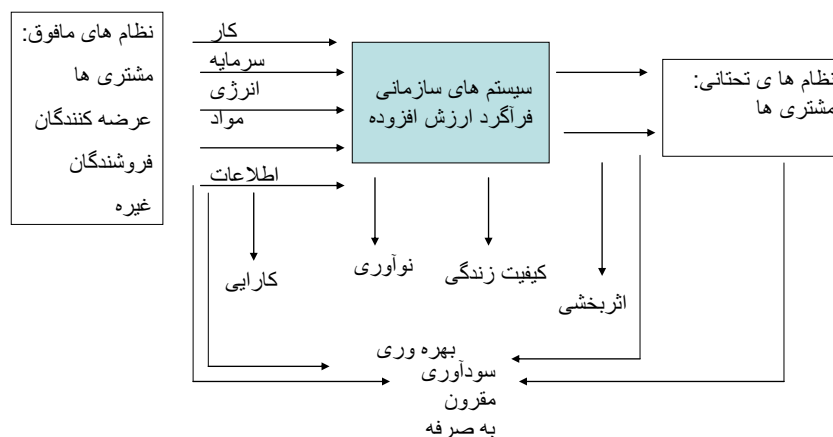 نظام های مافوق:
مشتری ها
عرضه کنندگان
فروشندگان
غیره
کار
سرمایه
انرژی
مواد
اطلاعات
سیستم های سازمانی
فرآگرد ارزش افزوده
نظام ها ی تحتانی:
مشتری ها
کارایی
نوآوری
کیفیت زندگی
اثربخشی
بهره وری
سودآوری
مقرون
به صرفه